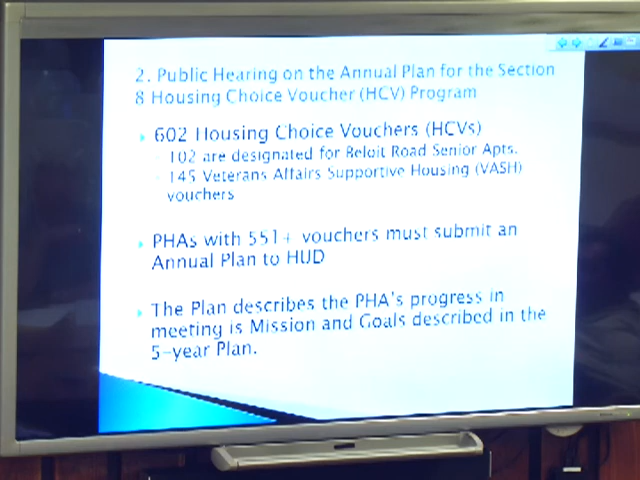 2. Public Hearing on the Annual Plan for the Section
8 Housing Choice Voucher (HCV) Program
602 Housing Choice Vouchers (HCVs)
102 are designated for Beloit Road Senior Apts.
145 Veterans Affairs Supportive Housing (VASH)
vouchers
PHAs with 551+ vouchers must submit an
Annual Plan to HUD
The Plan describes the PHA's progress in
meeting is Mission and Goals described in the
5-year Plan.